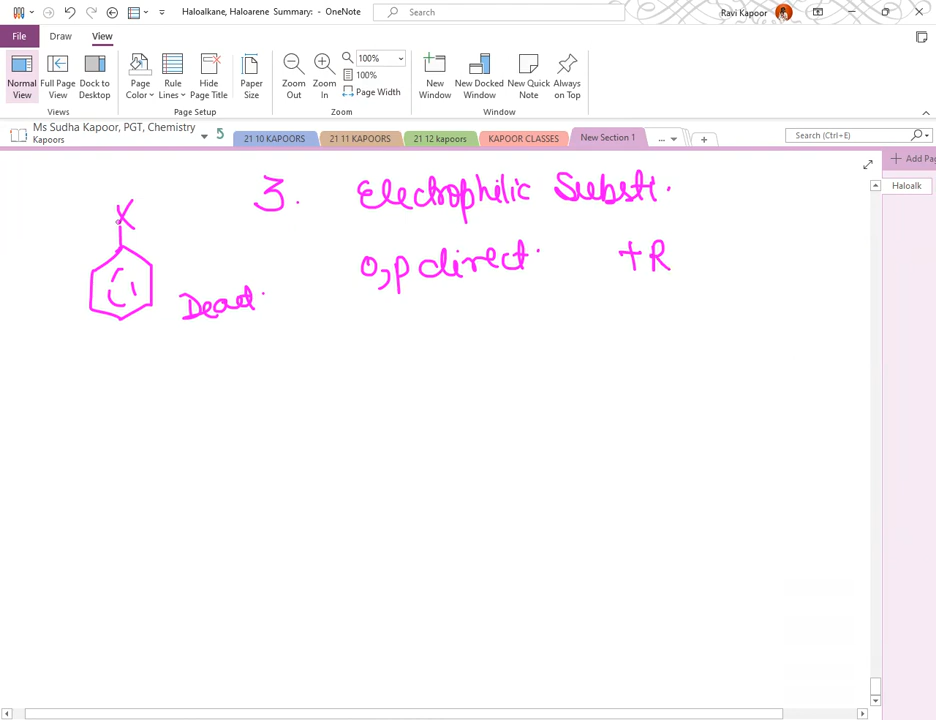 Haloalkane, Haloarene Summary: - OneNote
Search
Ravi Kapoor
File
Draw
View
Normal View
Full Page View
Dock to Desktop
Page Color
Rule Lines
Hide Page Title
Paper Size
Zoom Out
Zoom In
100%
100%
Page Width
New Window
New Docked Window
New Quick Note
Always on Top
Views
Page Setup
Zoom
Window
Ms Sudha Kapoor, PGT, Chemistry
Kapoors
21 10 KAPOORS
21 11 KAPOORS
21 12 kapoors
KAPOOR CLASSES
New Section 1
...
Search (Ctrl+E)
Add Pa
Haloalk
3. Electrophilic Substt.
X
o,p direct. +R
Deact.